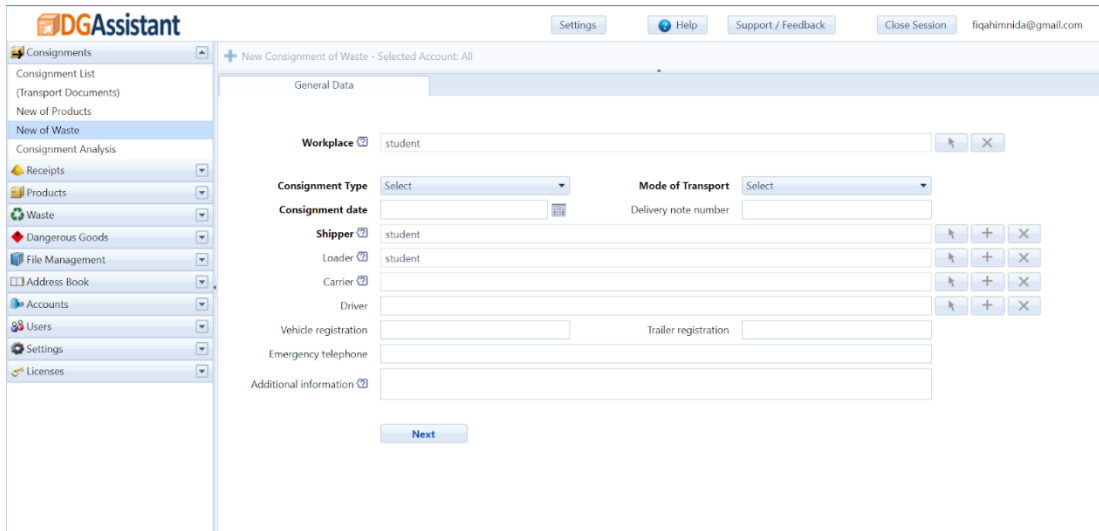 DGAssistant
Settings
Help
Support / Feedback
Close Session
fiqahimnida@gmail.com
Consignments
Consignment List
(Transport Documents)
New of Products
New of Waste
Consignment Analysis
Receipts
Products
Waste
Dangerous Goods
File Management
Address Book
Accounts
Users
Settings
Licenses
New Consignment of Waste - Selected Account: All
General Data
Workplace ? student
Consignment Type Select Mode of Transport Select
Consignment date Delivery note number
Shipper ? student
Loader ? student
Carrier ?
Driver
Vehicle registration Trailer registration
Emergency telephone
Additional information ?
Next